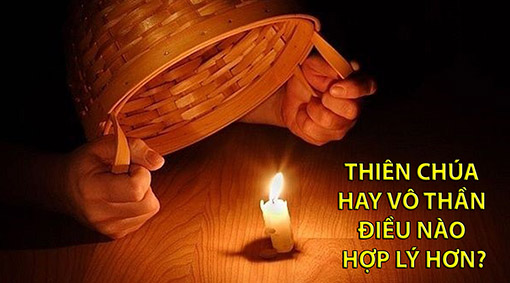 THIÊN CHÚA
HAY VÔ THẦN
ĐIỀU NÀO
HỢP LÝ HƠN?